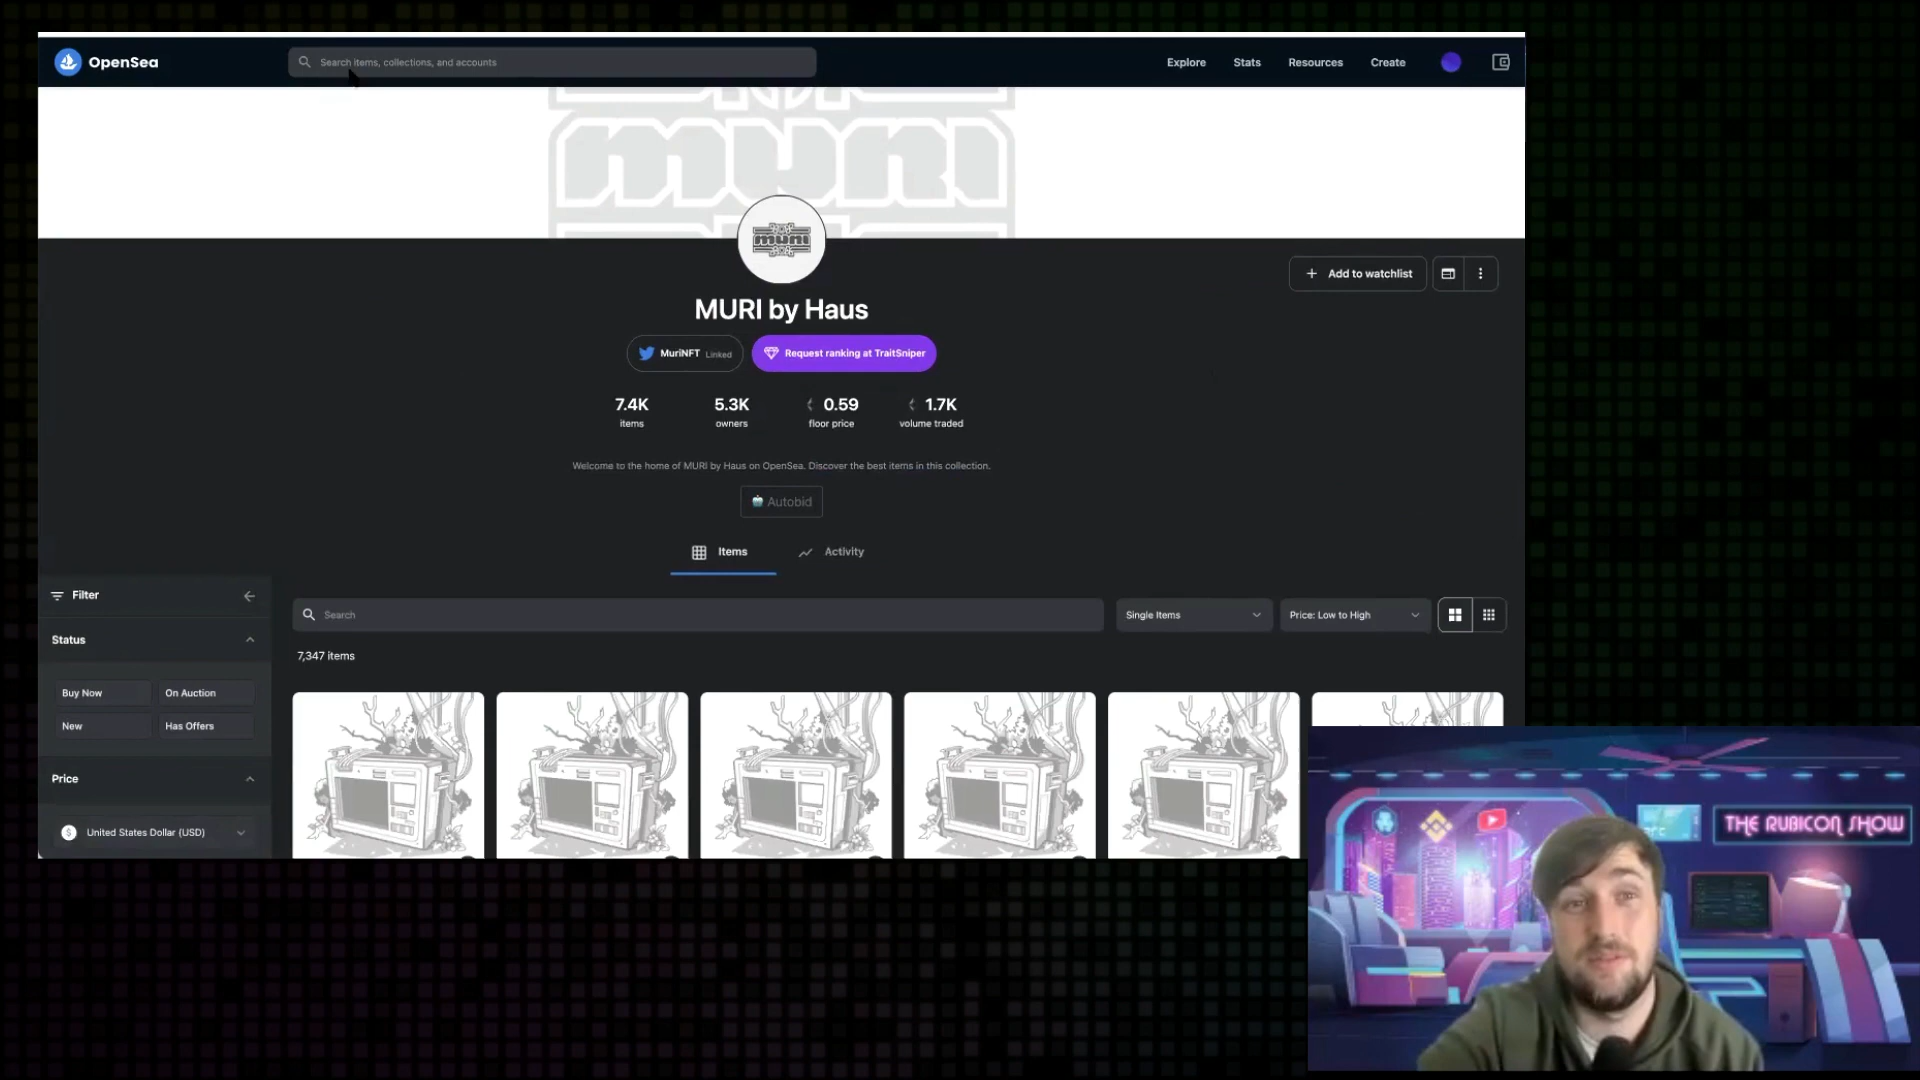 OpenSea
Search items, collections, and accounts
Explore
Stats
Resources
Create
muri
muri
Add to watchlist
MURI by Haus
MuriNFT Linked
Request ranking at TraitSniper
7.4K
5.3K
0.59
1.7K
items
owners
floor price
volume traded
Welcome to the home of MURI by Haus on OpenSea. Discover the best items in this collection.
Autobid
Items
Activity
Filter
Search
Single Items
Price: Low to High
Status
7,347 items
Buy Now
On Auction
New
Has Offers
Price
$ United States Dollar (USD)
THE RUBICON SHOW